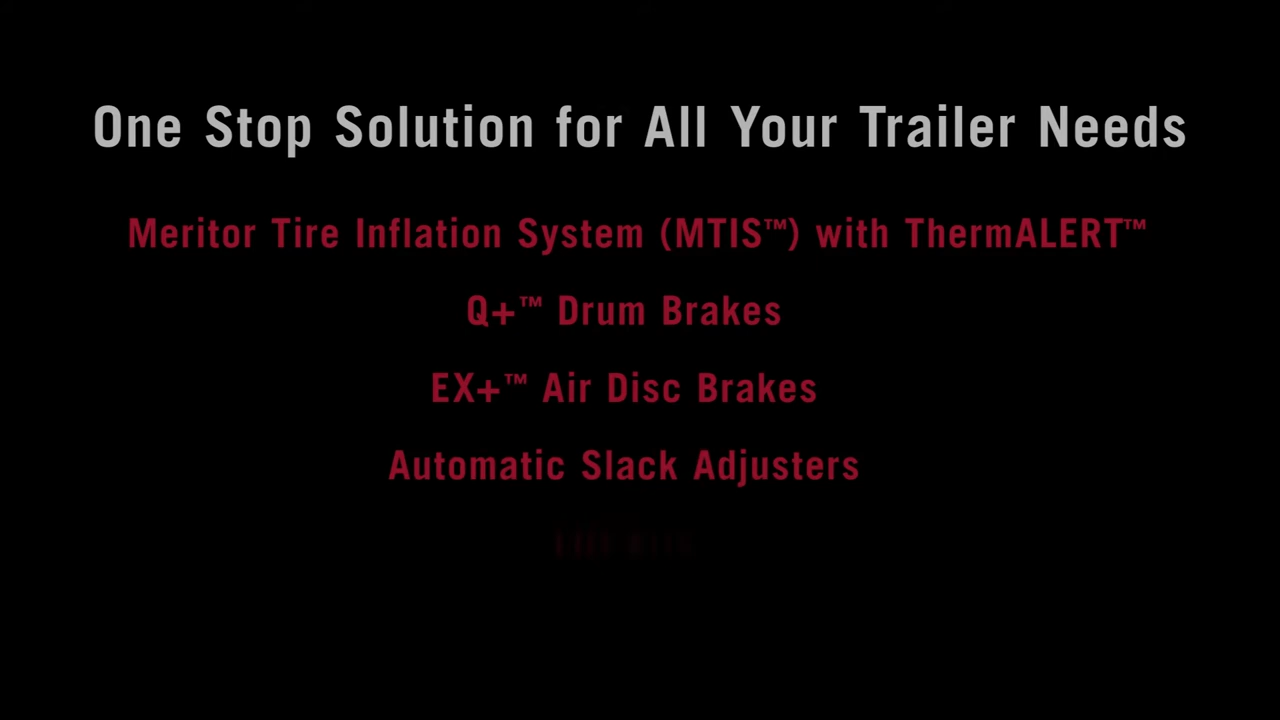 One Stop Solution for All Your Trailer Needs
Meritor Tire Inflation System (MTIS™) with ThermALERT™
Q+™ Drum Brakes
EX+™ Air Disc Brakes
Automatic Slack Adjusters